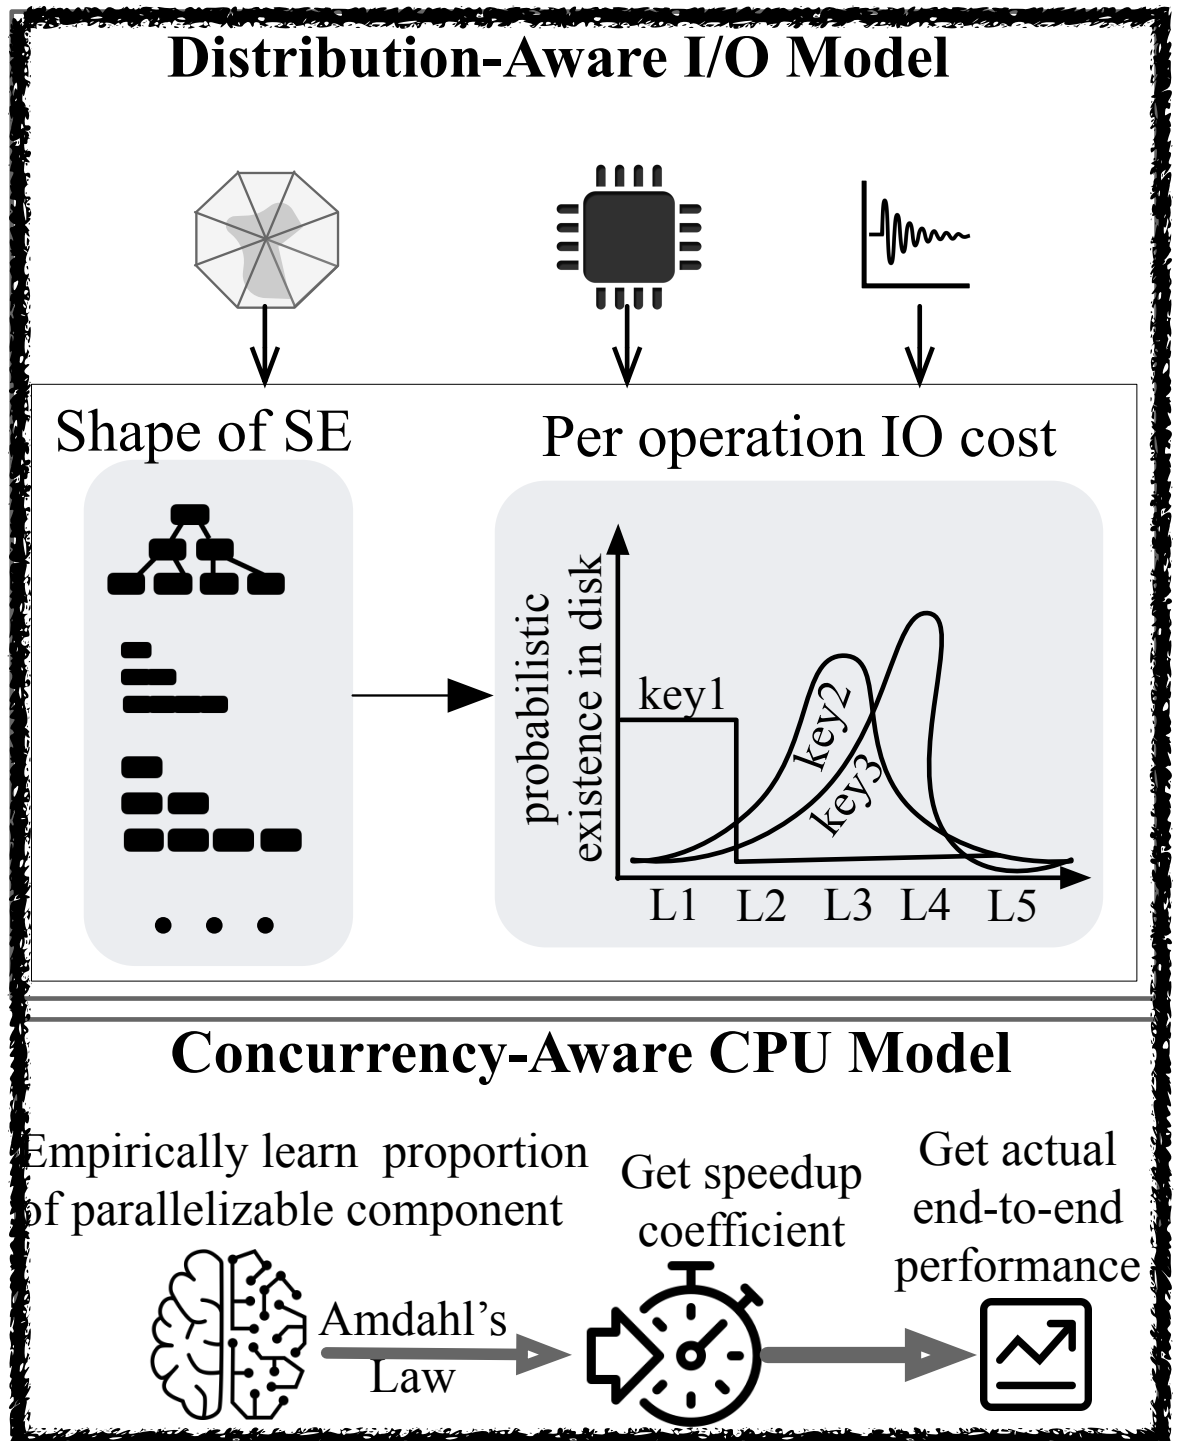 Distribution-Aware I/O Model
Shape of SE
Per operation IO cost
probabilistic
existence in disk
key1
key2
key3
L1 L2 L3 L4 L5
Concurrency-Aware CPU Model
Empirically learn proportion
of parallelizable component
Get speedup
coefficient
Get actual
end-to-end
performance
Amdahl's
Law